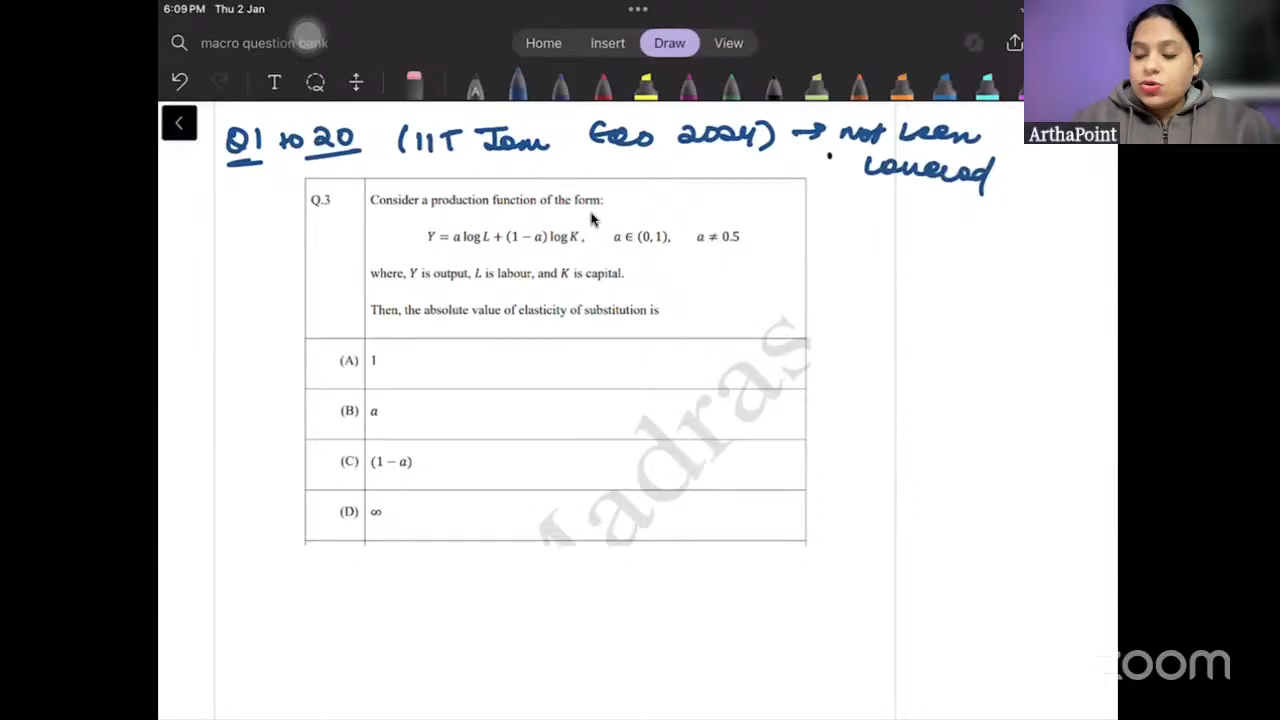 6:09 PM Thu 2 Jan
macro question bank
Home Insert Draw View
Q1 to 20 (IIT Jam Eco 2024) → not been
covered
ArthaPoint
Q.3 Consider a production function of the form:
Y = a log L + (1 − a) log K, a ∈ (0, 1), a ≠ 0.5
where, Y is output, L is labour, and K is capital.
Then, the absolute value of elasticity of substitution is
(A) 1
(B) a
(C) (1 − a)
(D) ∞
Madras
zoom